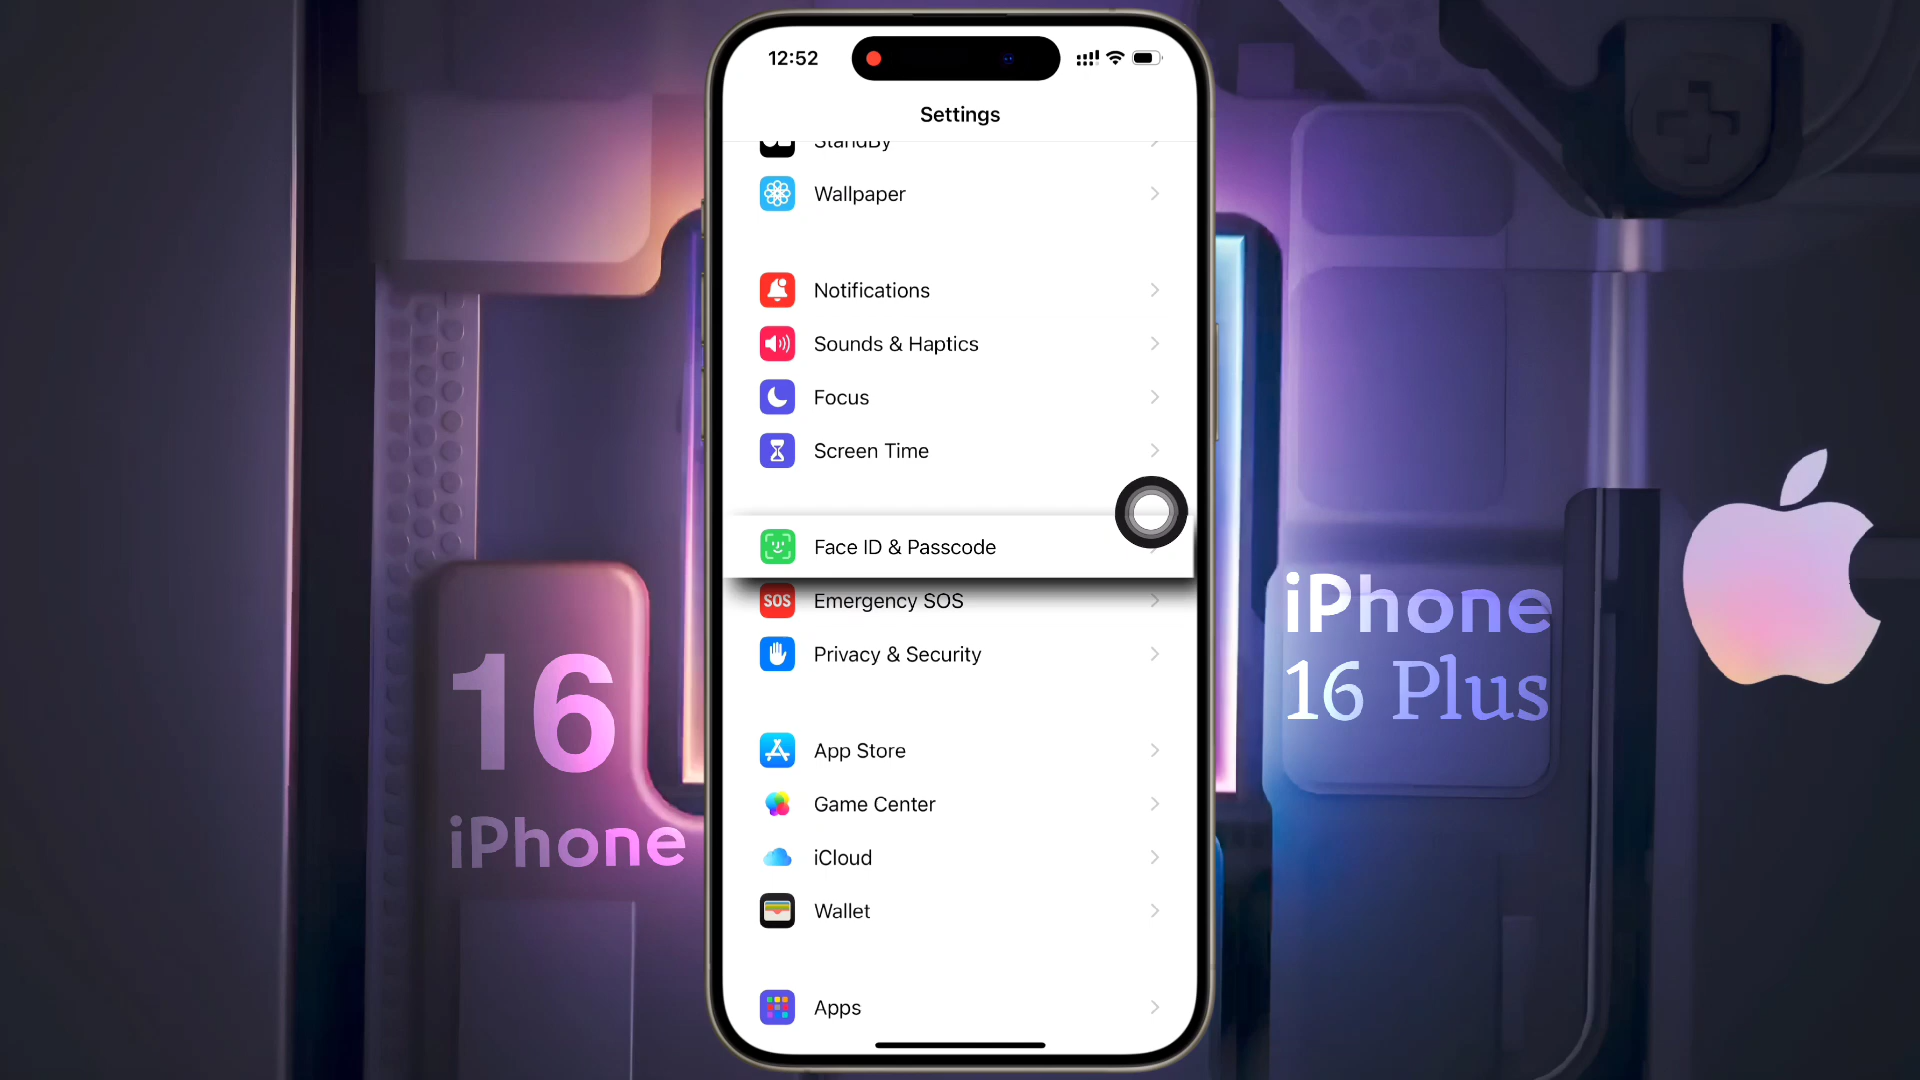 12:52
Settings
StandBy
Wallpaper
Notifications
Sounds & Haptics
Focus
Screen Time
Face ID & Passcode
SOS
Emergency SOS
Privacy & Security
App Store
Game Center
iCloud
Wallet
Apps
16
iPhone
iPhone
16 Plus